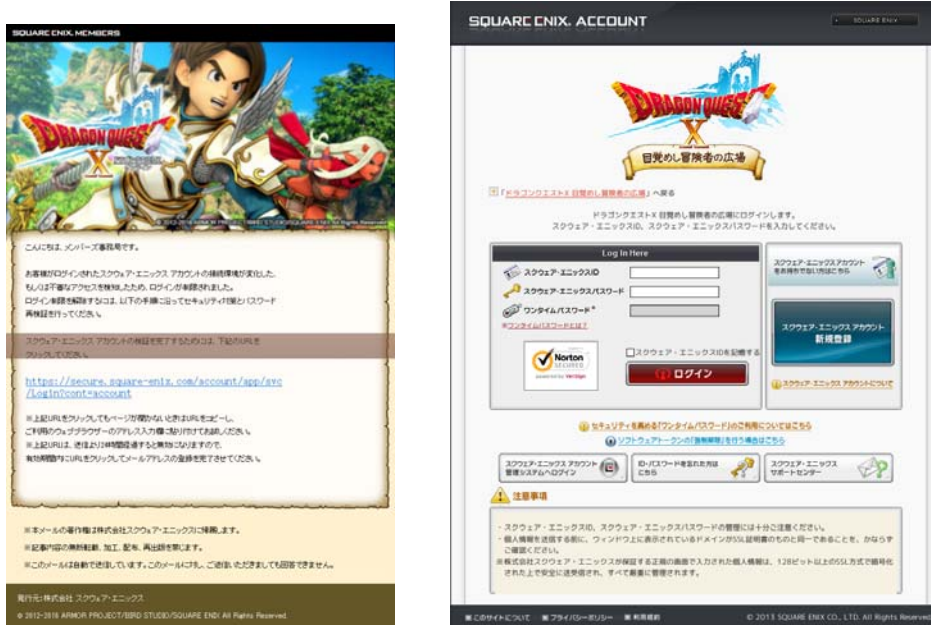 SQUARE ENIX. MEMBERS
DRAGON QUEST
X
© 2012-2018 ARMOR PROJECT/BIRD STUDIO/SQUARE ENIX All Rights Reserved.
こんにちは、メンバーズ事務局です。
お客様がログインされたスクウェア・エニックス アカウントの接続環境が変化した、
もしくは不審なアクセスを検知したため、ログインが制限されました。
ログイン制限を解除するには、以下の手順に沿ってセキュリティ対策とパスワード
再検証を行ってください。
スクウェア・エニックス アカウントの検証を完了するためには、下記のURLを
クリックしてください。
https://secure.square-enix.com/account/app/svc
/Login?cont=account
※上記URLをクリックしてもページが開かないときはURLをコピーし、
ご利用のウェブブラウザーのアドレス入力欄に貼り付けてお試しください。
※上記URLは、送信より24時間経過すると無効になりますので、
有効期間内にURLをクリックしてメールアドレスの登録を完了させてください。
※本メールの著作権は株式会社スクウェア・エニックスに帰属します。
※記事内容の無断転載、加工、配布、再出版を禁じます。
※このメールは自動で送信しています。このメールに対し、ご返信いただきましても回答できません。
発行元:株式会社 スクウェア・エニックス
© 2012-2018 ARMOR PROJECT/BIRD STUDIO/SQUARE ENIX All Rights Reserved.
SQUARE ENIX. ACCOUNT
SQUARE ENIX
DRAGON QUEST
X
目覚めし冒険者の広場
「ドラゴンクエストX 目覚めし冒険者の広場」へ戻る
ドラゴンクエストX 目覚めし冒険者の広場にログインします。
スクウェア・エニックスID、スクウェア・エニックスパスワードを入力してください。
Log In Here
スクウェア・エニックスID
スクウェア・エニックスパスワード
ワンタイムパスワード*
※ワンタイムパスワードとは?
Norton
SECURED
powered by VeriSign
スクウェア・エニックスIDを記憶する
ログイン
スクウェア・エニックスアカウント
をお持ちでない方はこちら
スクウェア・エニックス アカウント
新規登録
スクウェア・エニックス アカウントについて
セキュリティを高める「ワンタイムパスワード」のご利用についてはこちら
ソフトウェアトークンの「強制解除」を行う場合はこちら
スクウェア・エニックス アカウント
管理システムへログイン
ID・パスワードを忘れた方は
こちら
スクウェア・エニックス
サポートセンター
注意事項
・スクウェア・エニックスID、スクウェア・エニックスパスワードの管理には十分ご注意ください。
・個人情報を送信する前に、ウィンドウ上に表示されているドメインがSSL証明書のものと同一であることを、かならず
ご確認ください。
※株式会社スクウェア・エニックスが保証する正規の画面で入力された個人情報は、128ビット以上のSSL方式で暗号化
された上で安全に送受信され、すべて厳重に管理されます。
このサイトについて プライバシーポリシー 利用規約
© 2013 SQUARE ENIX CO., LTD. All Rights Reserved